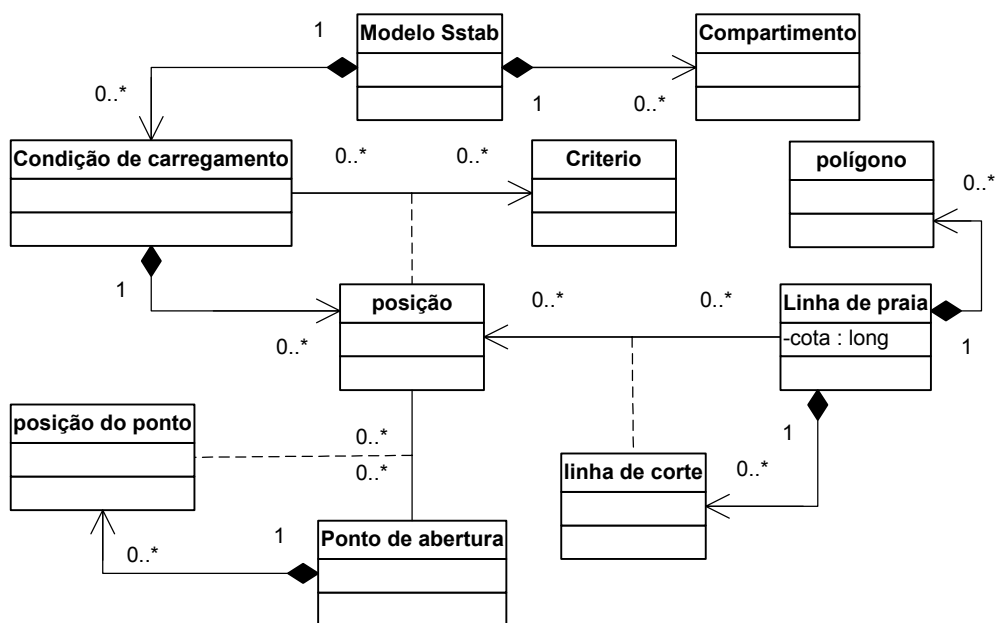 1
Modelo Sstab
Compartimento
0..*
1
0..*
Condição de carregamento
0..*
0..*
Criterio
polígono
0..*
1
posição
0..*
0..*
0..*
Linha de praia
-cota : long
1
posição do ponto
0..*
0..*
1
0..*
linha de corte
0..*
1
Ponto de abertura